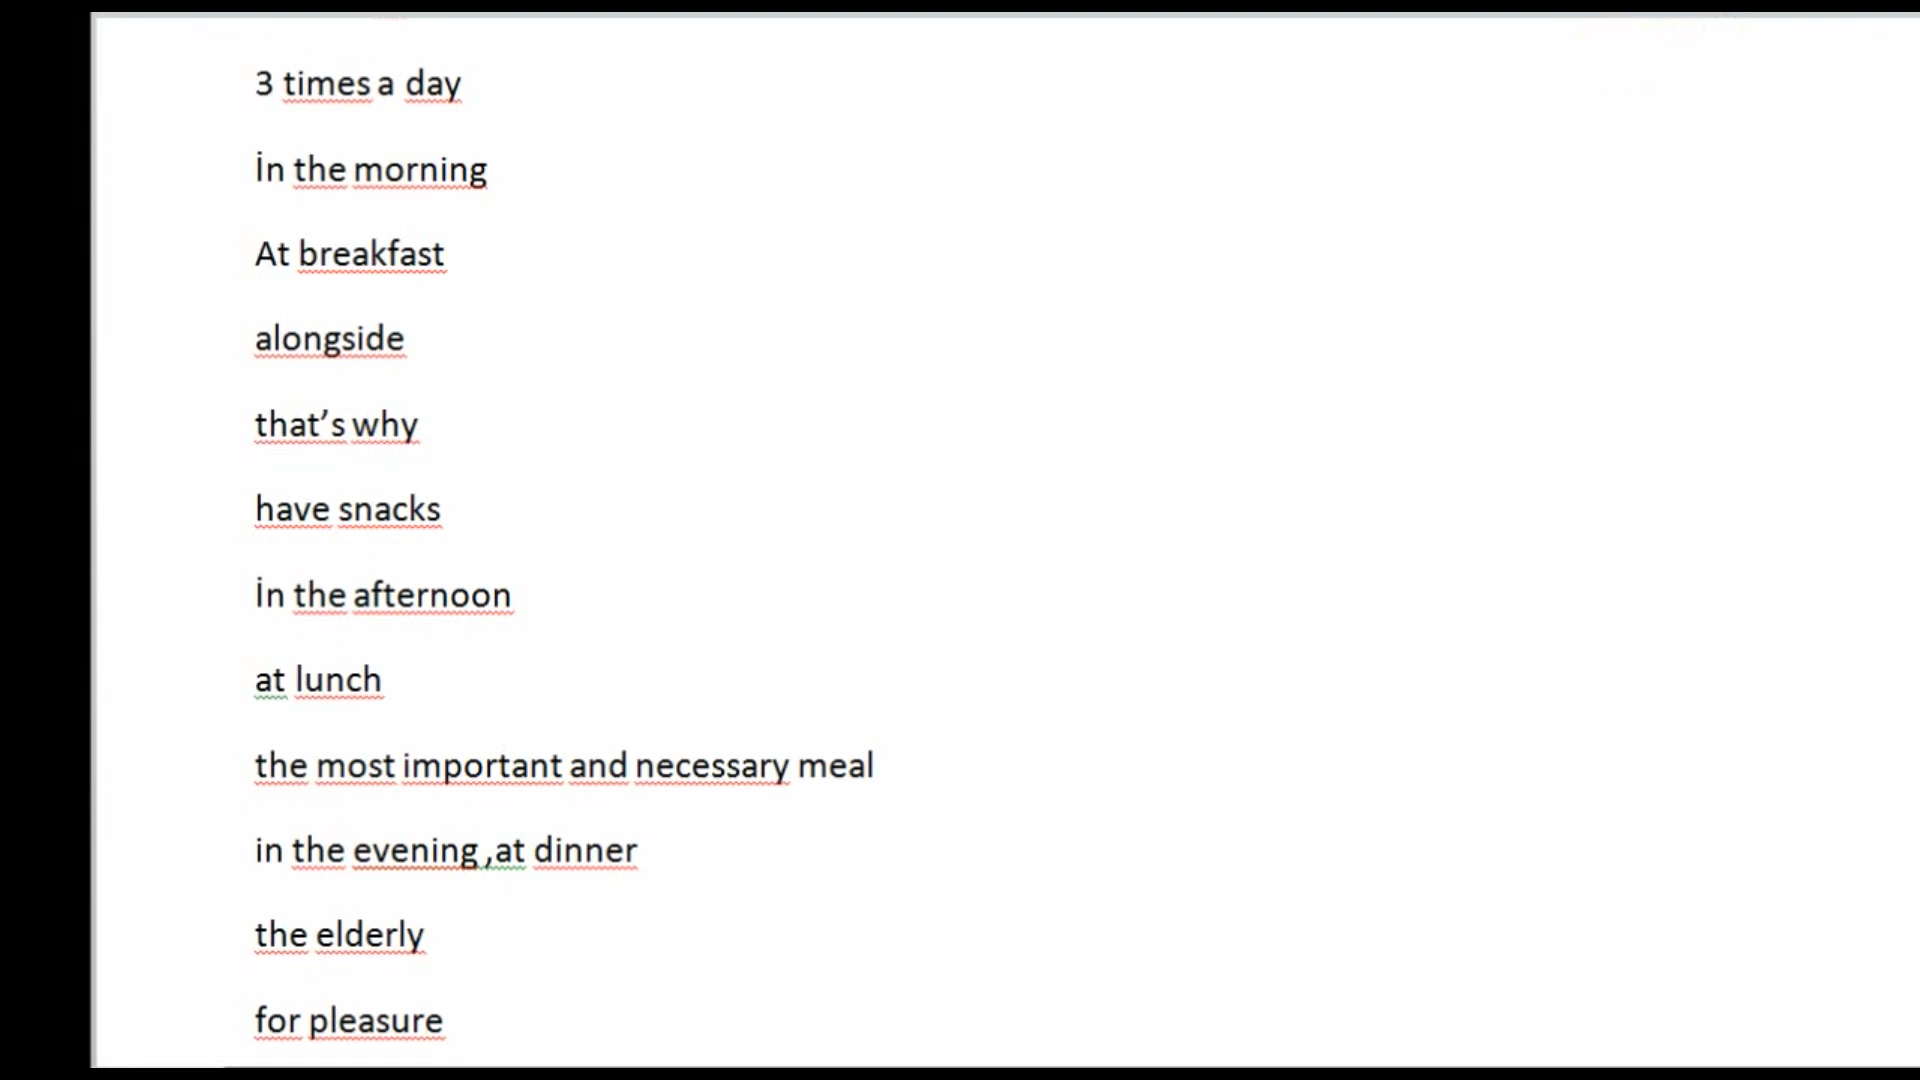 3 times a day
İn the morning
At breakfast
alongside
that’s why
have snacks
İn the afternoon
at lunch
the most important and necessary meal
in the evening ,at dinner
the elderly
for pleasure